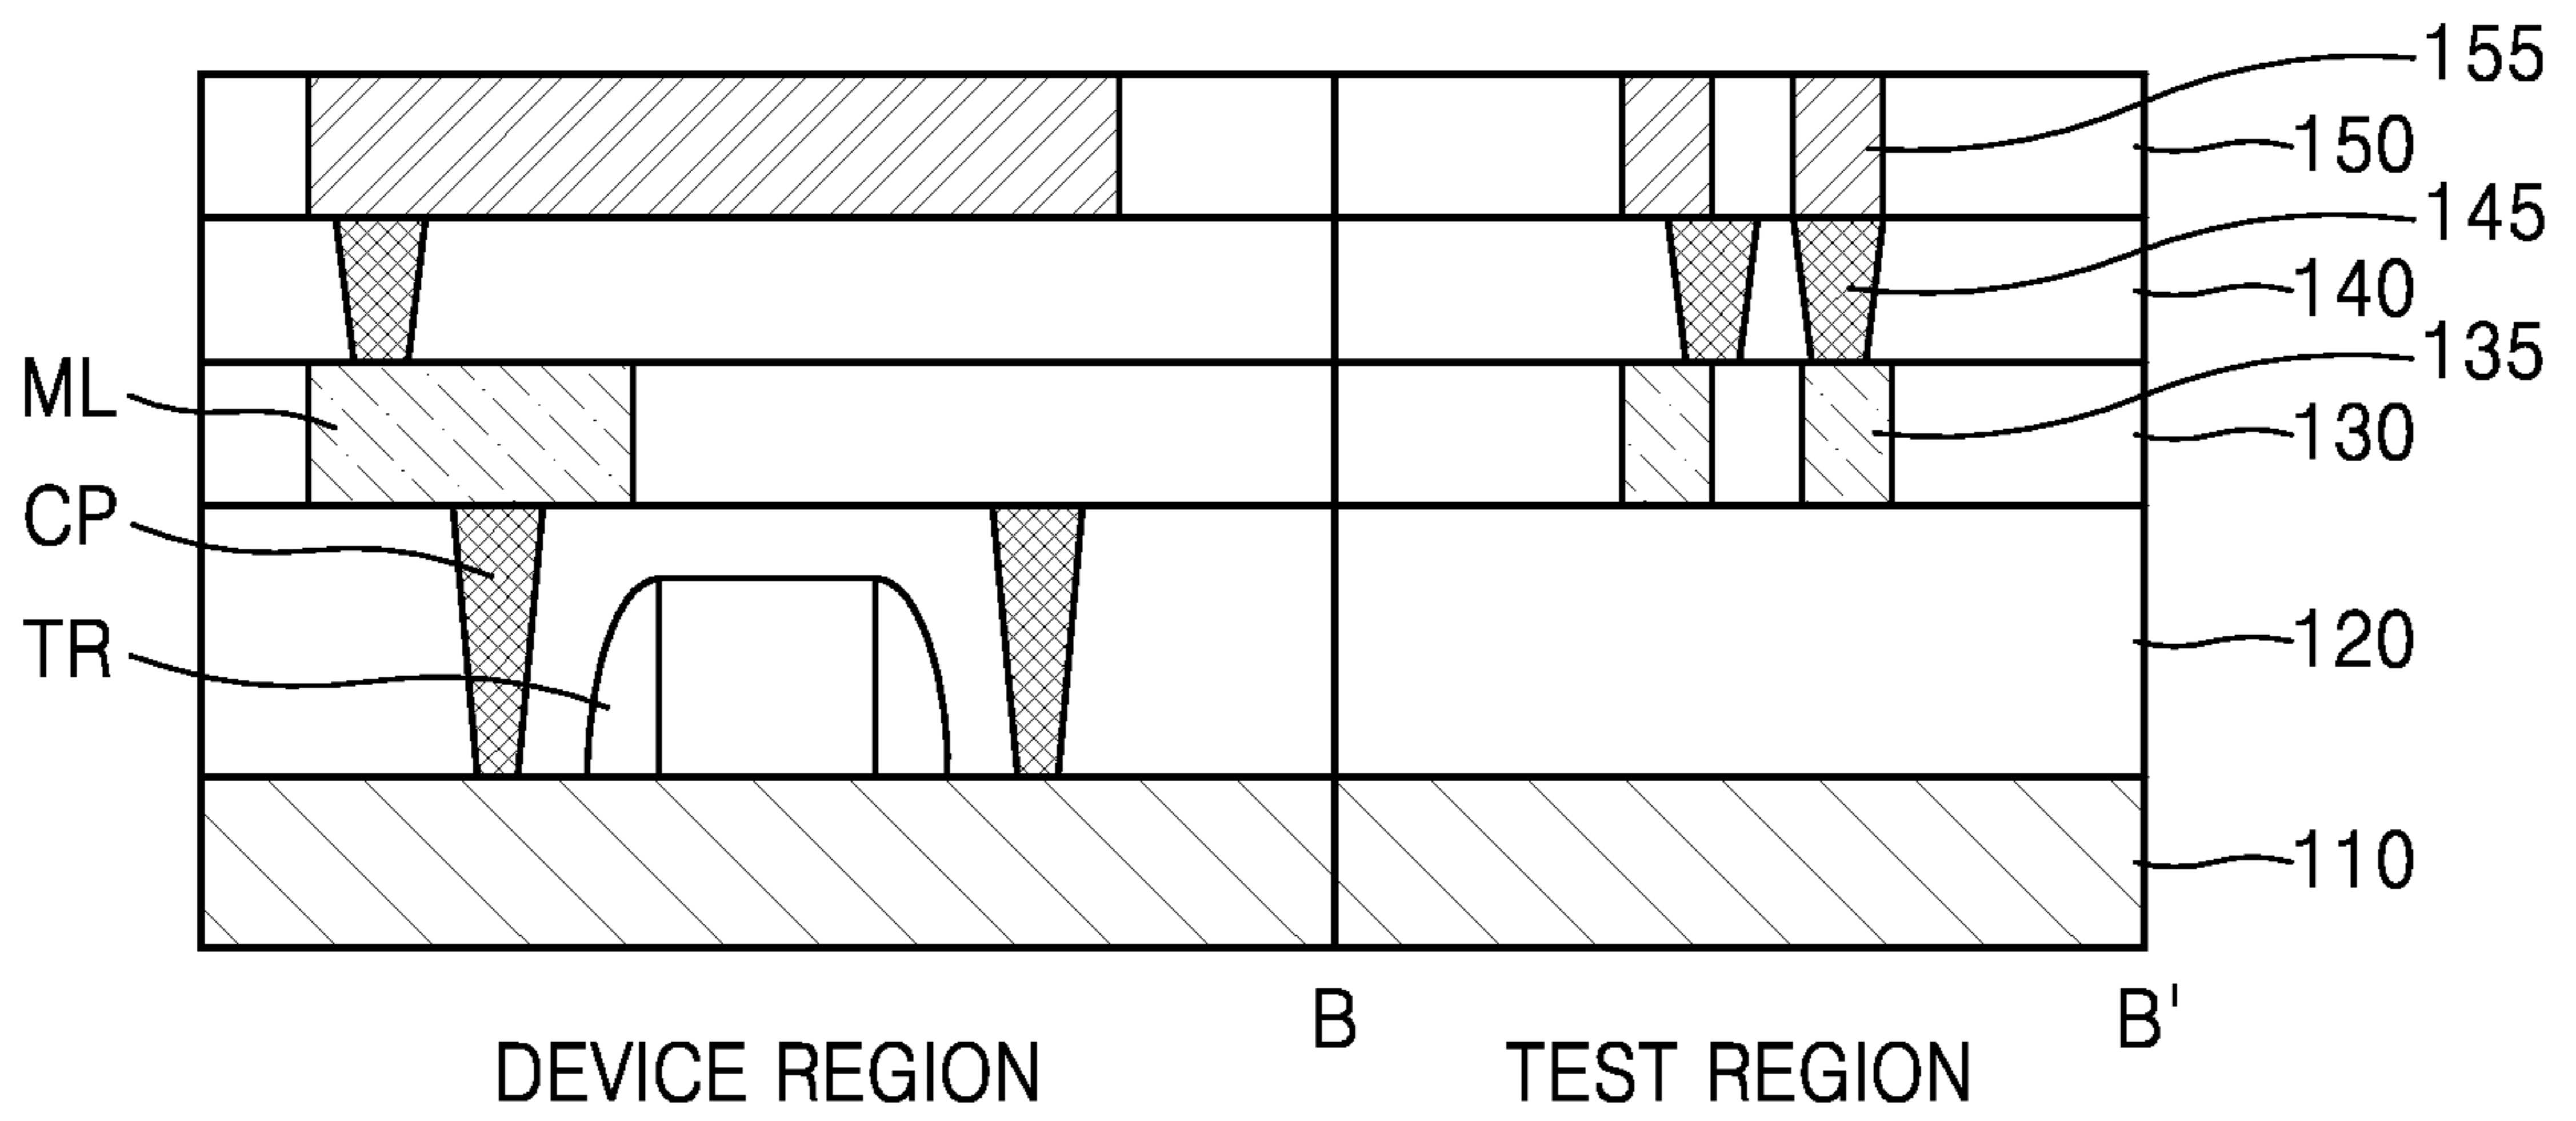 155
150
145
140
ML
135
130
CP
TR
120
110
B
B'
DEVICE REGION
TEST REGION